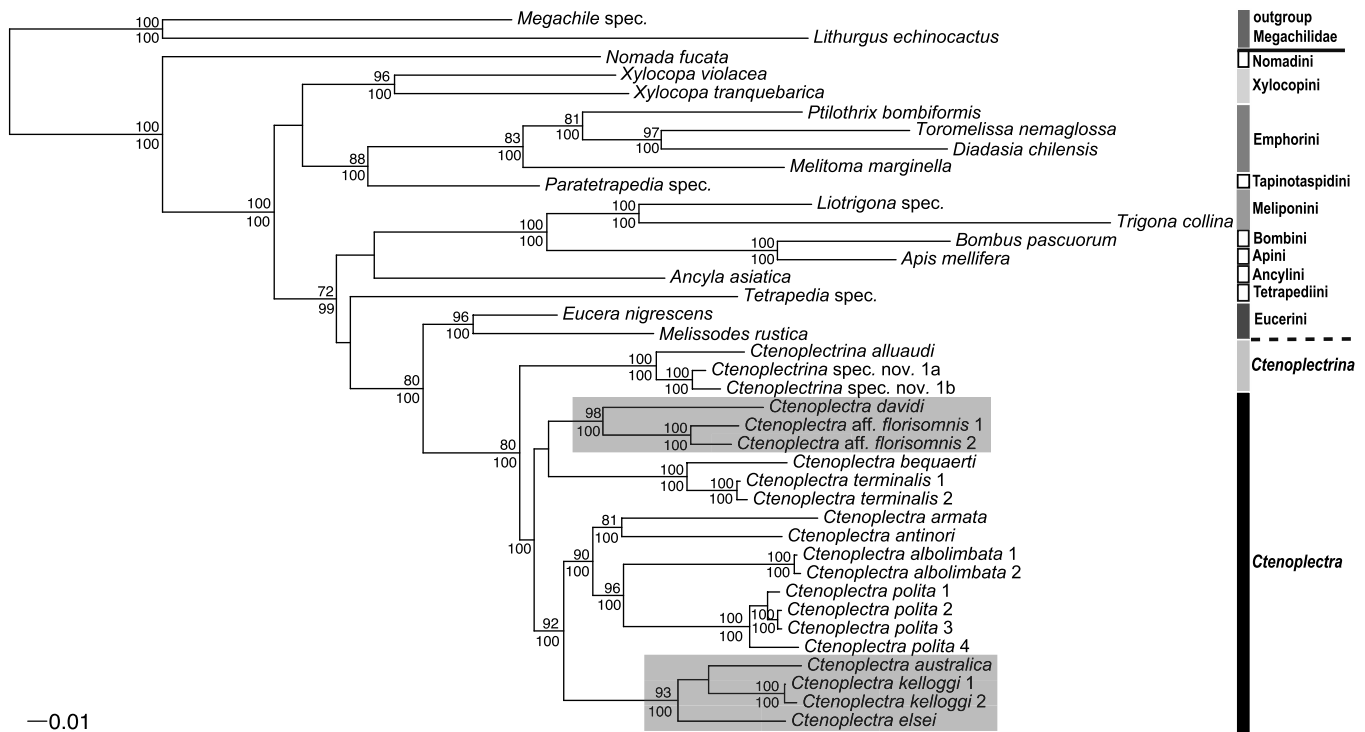 Megachile spec.
100
100
Lithurgus echinocactus
outgroup
Megachilidae
Nomada fucata
Nomadini
100
100
Xylocopa violacea
96
100
Xylocopa tranquebarica
Xylocopini
Ptilothrix bombiformis
81
100
Toromelissa nemaglossa
97
100
Diadasia chilensis
83
100
Melitoma marginella
Emphorini
88
100
Paratetrapedia spec.
Tapinotaspidini
100
100
Liotrigona spec.
100
100
Trigona collina
Meliponini
100
100
Bombus pascuorum
Bombini
100
100
Apis mellifera
Apini
Ancyla asiatica
Ancylini
72
99
Tetrapedia spec.
Tetrapediini
Eucera nigrescens
96
100
Melissodes rustica
Eucerini
80
100
Ctenoplectrina alluaudi
100
100
Ctenoplectrina spec. nov. 1a
100
100
Ctenoplectrina spec. nov. 1b
Ctenoplectrina
80
100
Ctenoplectra davidi
98
100
Ctenoplectra aff. florisomnis 1
100
100
Ctenoplectra aff. florisomnis 2
Ctenoplectra bequaerti
100
100
Ctenoplectra terminalis 1
100
100
Ctenoplectra terminalis 2
100
Ctenoplectra armata
81
100
Ctenoplectra antinori
90
100
Ctenoplectra albolimbata 1
100
100
Ctenoplectra albolimbata 2
96
100
Ctenoplectra polita 1
Ctenoplectra polita 2
100
100
Ctenoplectra polita 3
100
100
Ctenoplectra polita 4
92
100
Ctenoplectra australica
Ctenoplectra kelloggi 1
100
100
Ctenoplectra kelloggi 2
93
100
Ctenoplectra elsei
Ctenoplectra
0.01